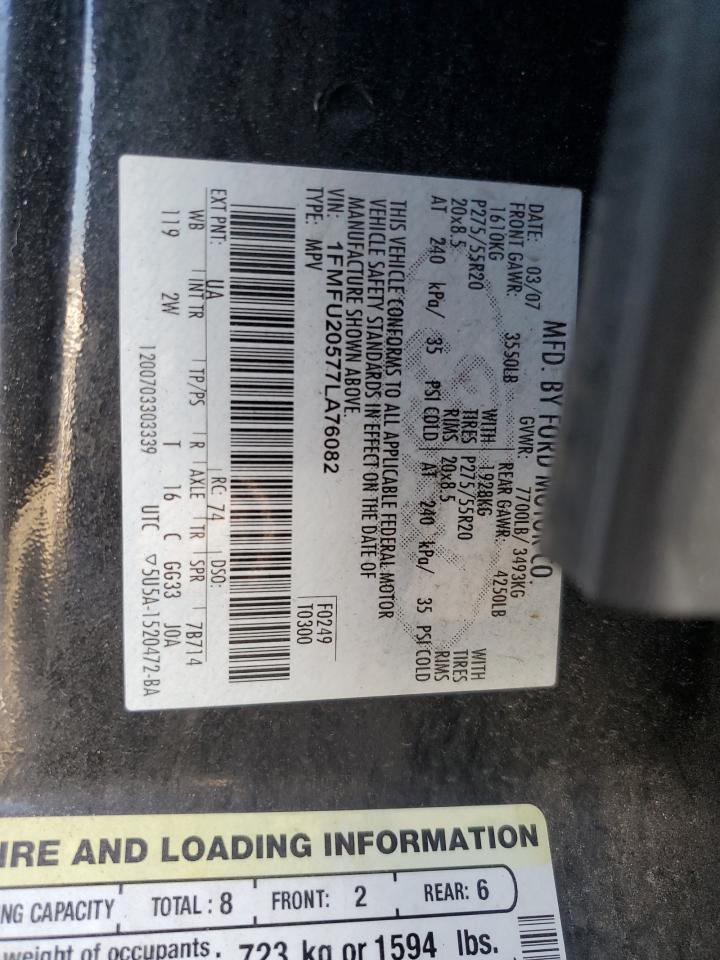 MFD. BY FORD MOTOR CO.
DATE: 03/07 GVWR: 7700LB/ 3493KG
FRONT GAWR: 3550LB REAR GAWR: 4250LB
1610KG WITH 1928KG WITH
P275/55R20 TIRES P275/55R20 TIRES
20x8.5 RIMS 20x8.5 RIMS
AT 240 kPa/ 35 PSI COLD AT 240 kPa/ 35 PSI COLD
THIS VEHICLE CONFORMS TO ALL APPLICABLE FEDERAL MOTOR
VEHICLE SAFETY STANDARDS IN EFFECT ON THE DATE OF
MANUFACTURE SHOWN ABOVE.
VIN: 1FMFU20577LA76082 F0249
TYPE: MPV T0300
EXT PNT: UA RC: 74 DSO:
WB INT TR TP/PS R AXLE TR SPR 7B714
119 2W T 16 C GG33 J0A
1200703303339 UTC ▽5U5A-1520472-BA
IRE AND LOADING INFORMATION
NG CAPACITY TOTAL : 8 FRONT: 2 REAR: 6
weight of occupants. 723 kg or 1594 lbs.